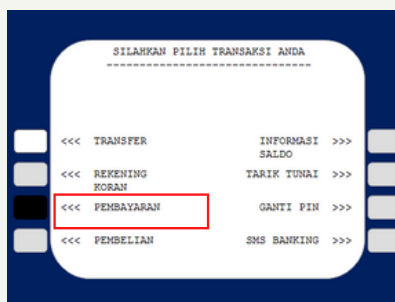 SILAHKAN PILIH TRANSAKSI ANDA
------------------------------
<<< TRANSFER
INFORMASI SALDO >>>
<<< REKENING KORAN
TARIK TUNAI >>>
<<< PEMBAYARAN
GANTI PIN >>>
<<< PEMBELIAN
SMS BANKING >>>